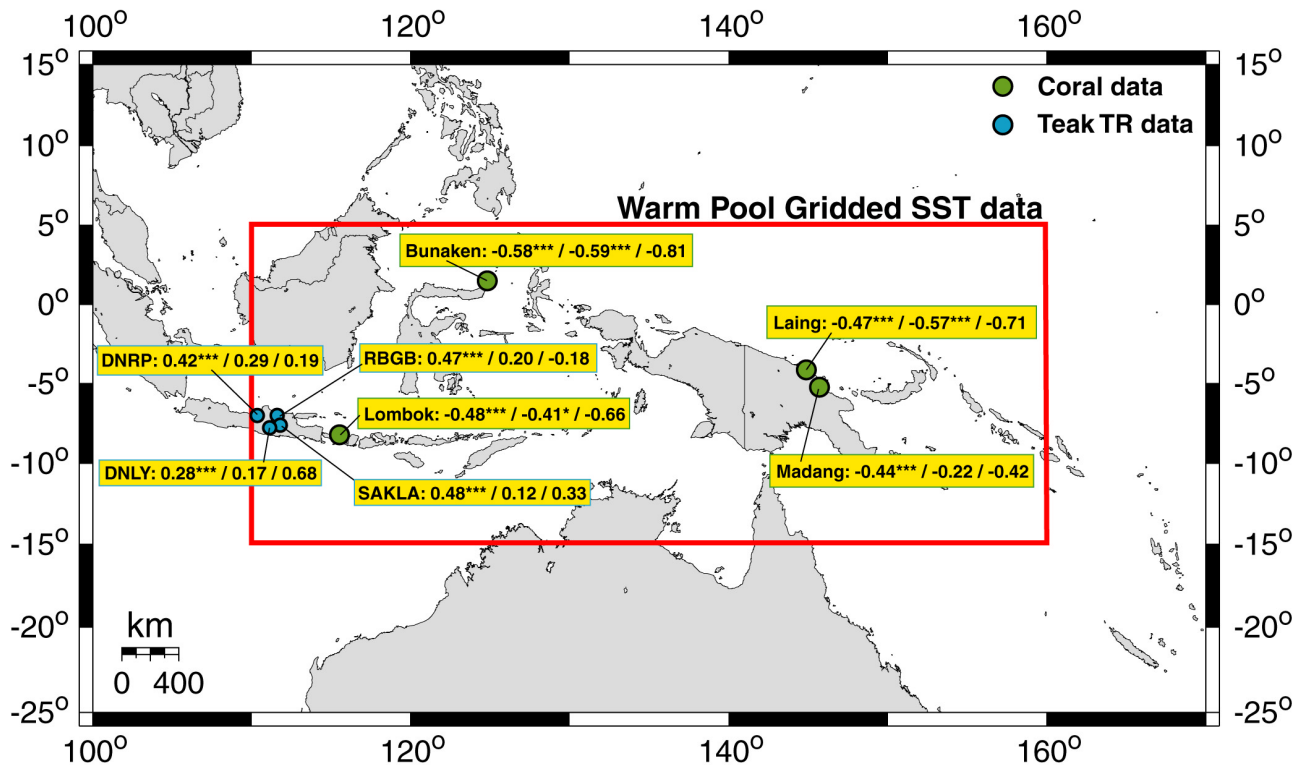 100° 120° 140° 160°
15° 15°
Coral data
Teak TR data
10° 10°
Warm Pool Gridded SST data
5° 5°
Bunaken: -0.58*** / -0.59*** / -0.81
0° 0°
Laing: -0.47*** / -0.57*** / -0.71
DNRP: 0.42*** / 0.29 / 0.19
RBGB: 0.47*** / 0.20 / -0.18
-5° -5°
Lombok: -0.48*** / -0.41* / -0.66
-10° -10°
DNLY: 0.28*** / 0.17 / 0.68
Madang: -0.44*** / -0.22 / -0.42
SAKLA: 0.48*** / 0.12 / 0.33
-15° -15°
-20° -20°
km
0 400
-25° -25°
100° 120° 140° 160°